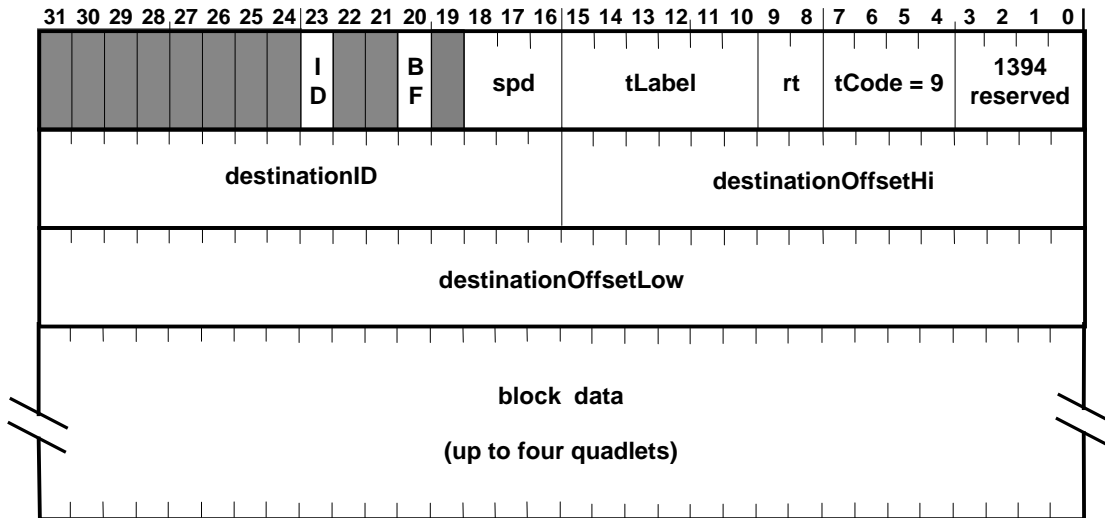 31 30 29 28 27 26 25 24 23 22 21 20 19 18 17 16 15 14 13 12 11 10 9 8 7 6 5 4 3 2 1 0
I D
B F
spd
tLabel
rt
tCode = 9
1394
reserved
destinationID
destinationOffsetHi
destinationOffsetLow
block data
(up to four quadlets)